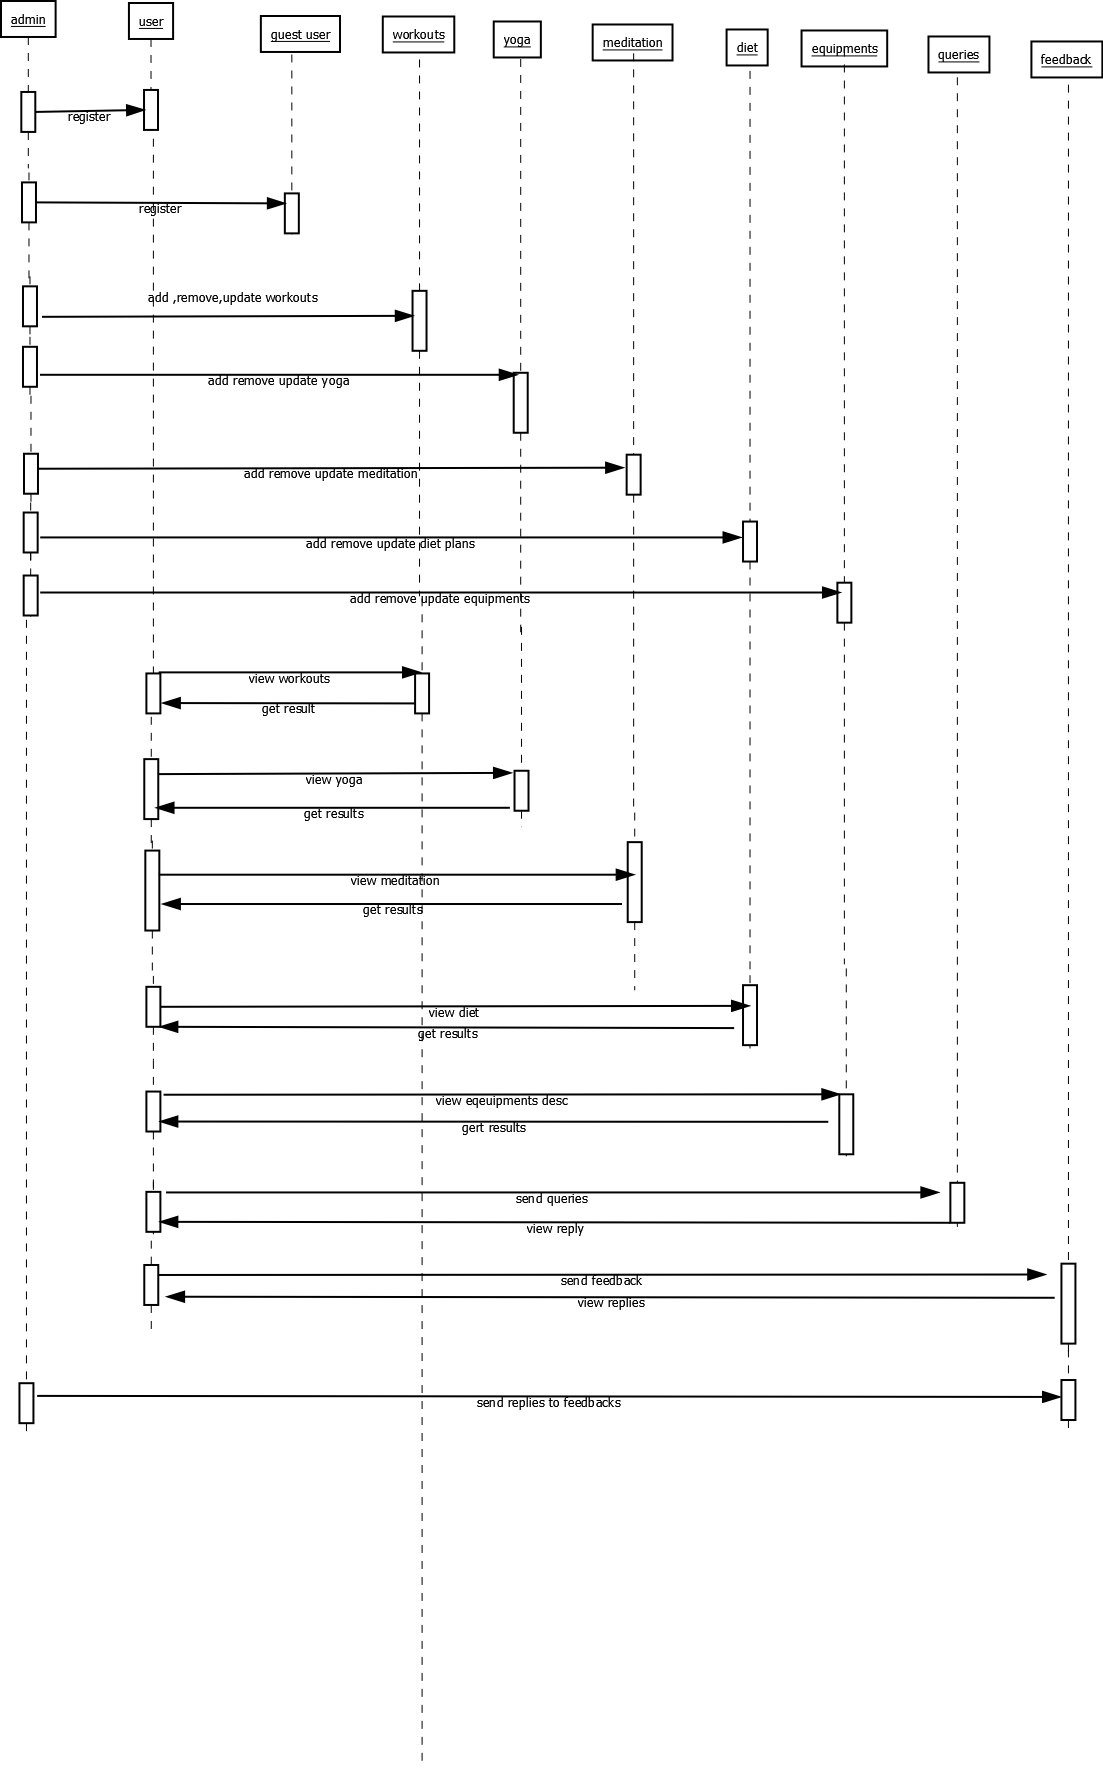 admin
user
guest user
workouts
yoga
meditation
diet
equipments
queries
feedback
register
register
add ,remove,update workouts
add remove update yoga
add remove update meditation
add remove update diet plans
add remove update equipments
view workouts
get result
view yoga
get results
view meditation
get results
view diet
get results
view eqeuipments desc
gert results
send queries
view reply
send feedback
view replies
send replies to feedbacks